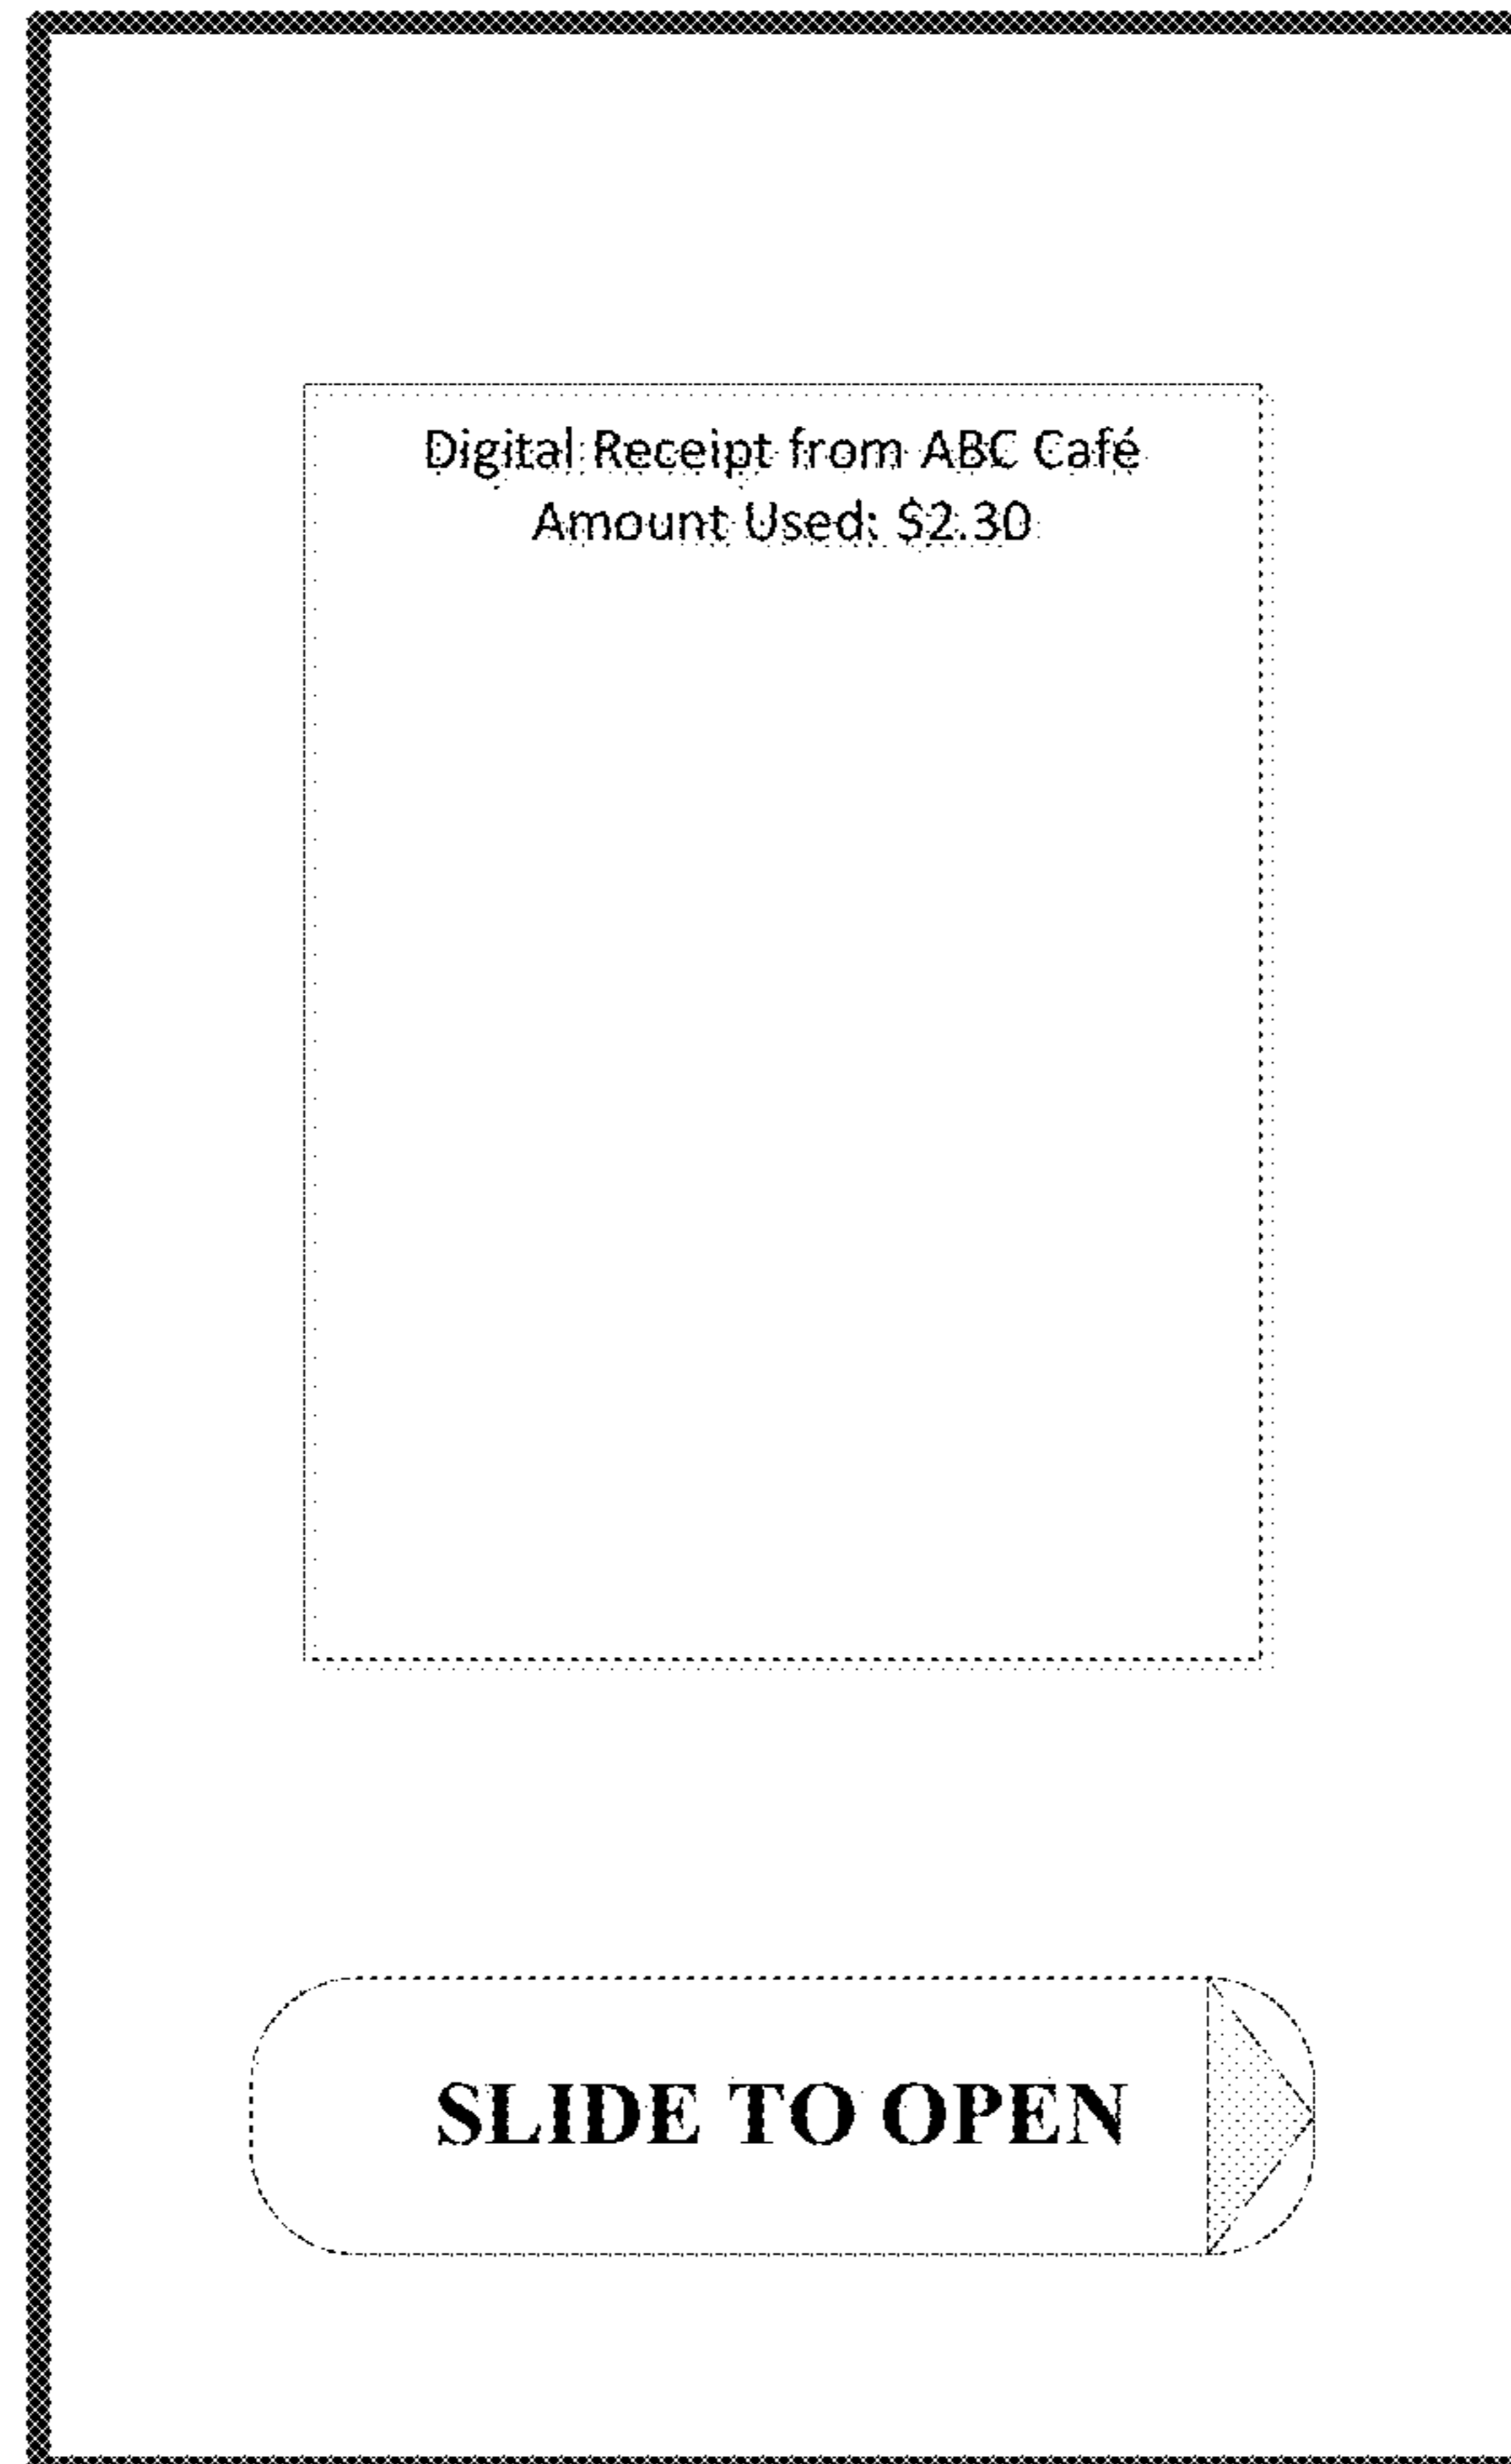 Digital Receipt from ABC Café
Amount Used: $2.30
SLIDE TO OPEN